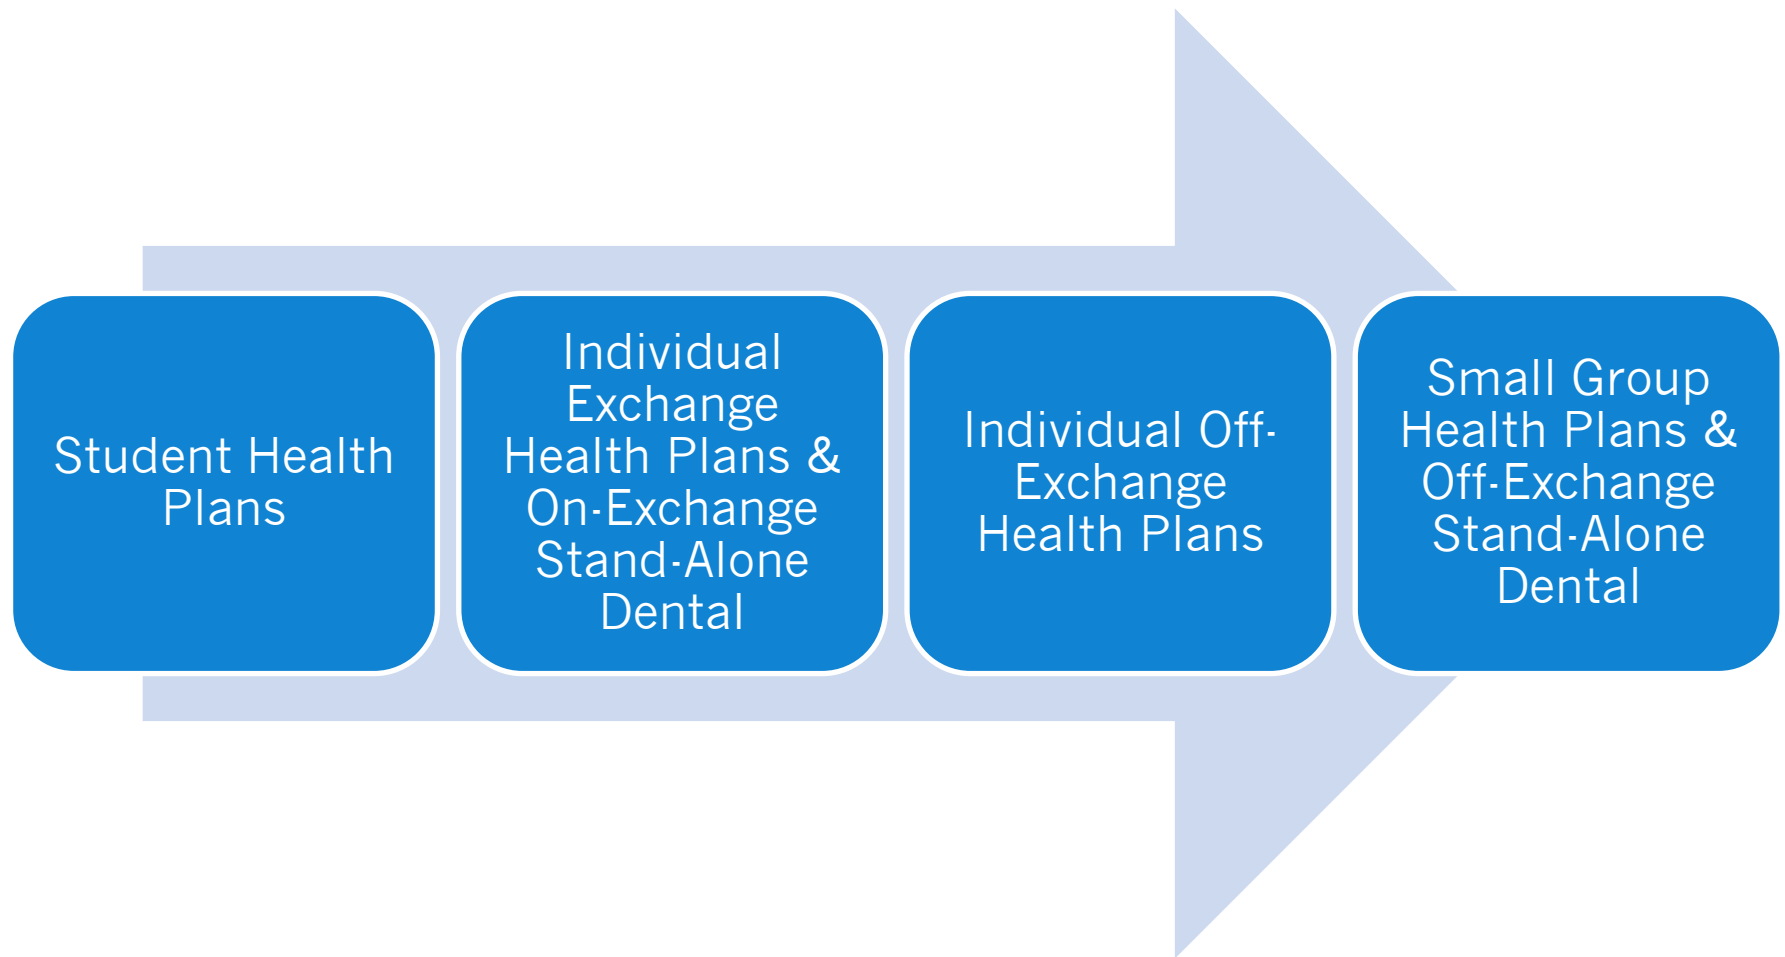 Student Health
Plans
Individual
Exchange
Health Plans &
On-Exchange
Stand-Alone
Dental
Individual Off-
Exchange
Health Plans
Small Group
Health Plans &
Off-Exchange
Stand-Alone
Dental